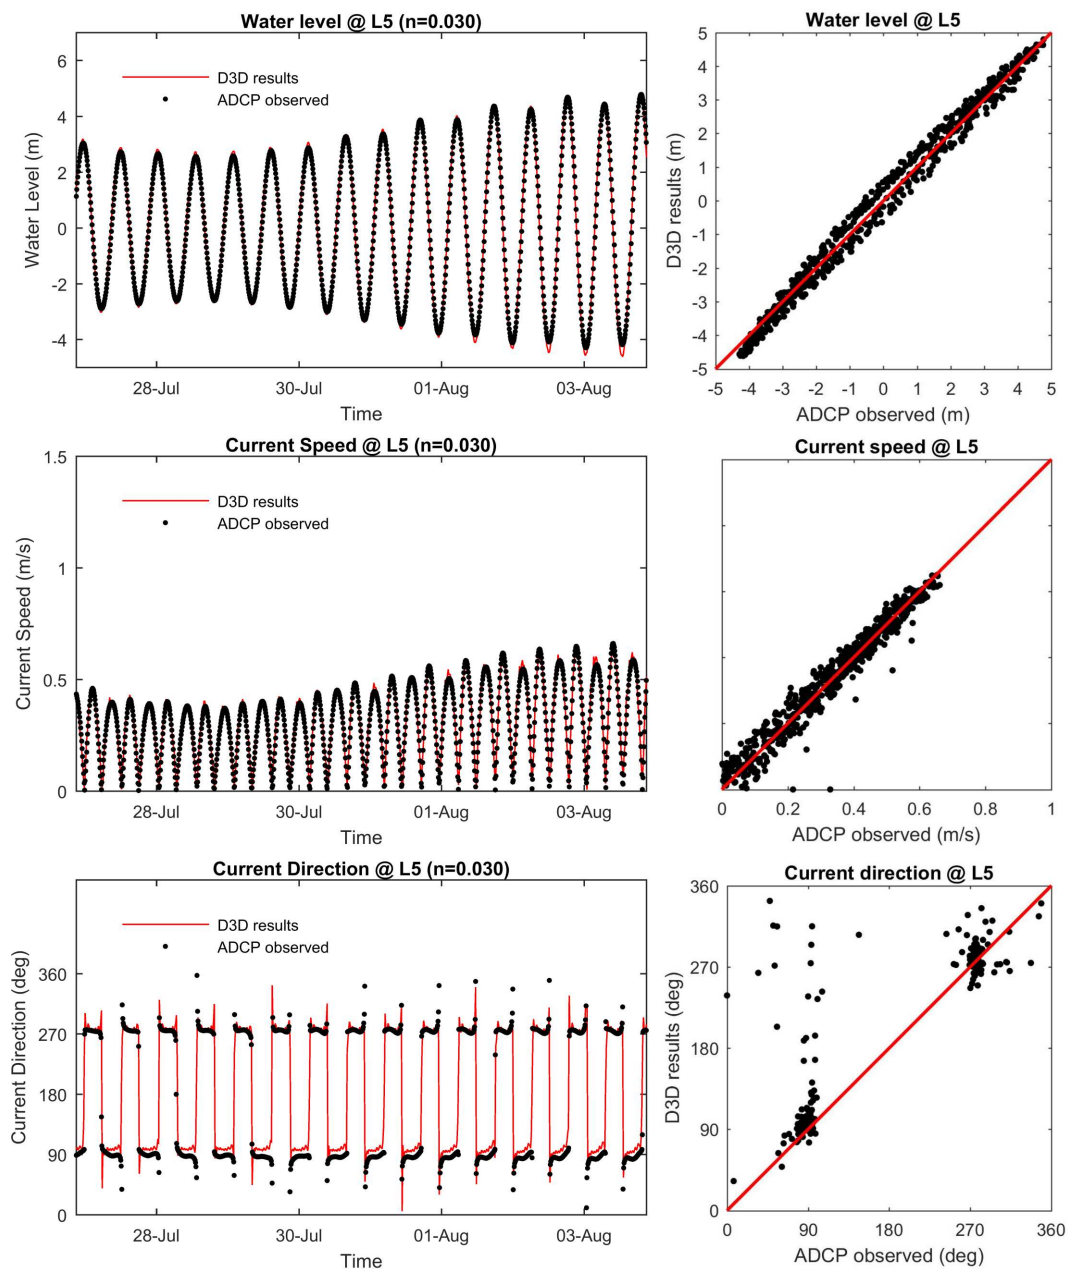 Water level @ L5 (n=0.030)
D3D results
ADCP observed
6
4
2
0
-2
-4
Water Level (m)
28-Jul
30-Jul
01-Aug
03-Aug
Time
Water level @ L5
5
4
3
2
1
0
-1
-2
-3
-4
-5
D3D results (m)
-5
-4
-3
-2
-1
0
1
2
3
4
5
ADCP observed (m)
Current Speed @ L5 (n=0.030)
D3D results
ADCP observed
1.5
1
0.5
0
Current Speed (m/s)
28-Jul
30-Jul
01-Aug
03-Aug
Time
Current speed @ L5
0
0.2
0.4
0.6
0.8
1
ADCP observed (m/s)
Current Direction @ L5 (n=0.030)
D3D results
ADCP observed
360
270
180
90
0
Current Direction (deg)
28-Jul
30-Jul
01-Aug
03-Aug
Time
Current direction @ L5
360
270
180
90
0
D3D results (deg)
0
90
180
270
360
ADCP observed (deg)